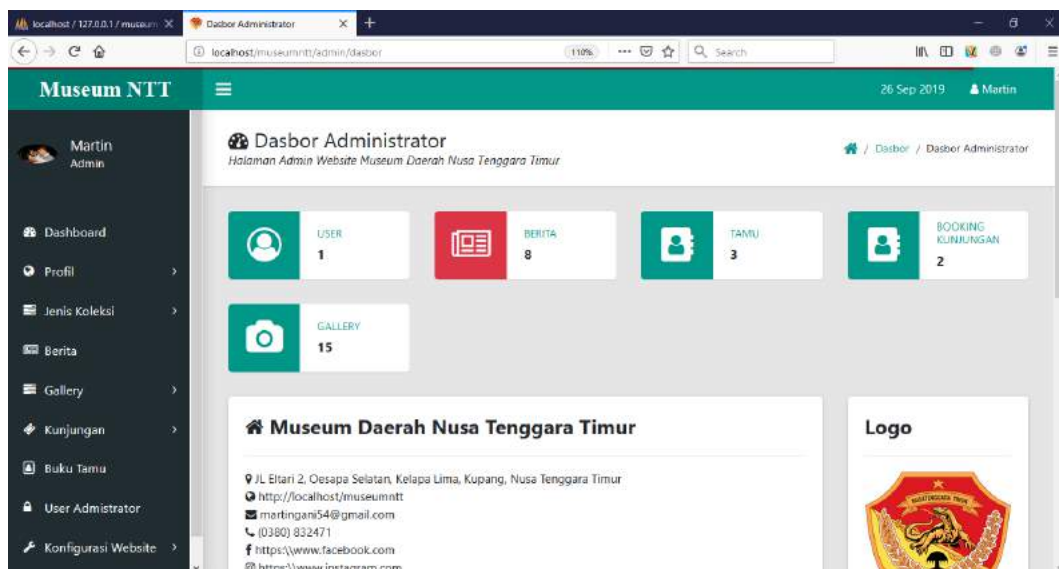 localhost / 127.0.0.1 / museum
Dasbor Administrator
localhost/museumntt/admin/dasbor
110%
Search
Museum NTT
26 Sep 2019
Martin
Martin
Admin
Dasbor Administrator
Halaman Admin Website Museum Daerah Nusa Tenggara Timur
/ Dasbor / Dasbor Administrator
Dashboard
Profil
Jenis Koleksi
Berita
Gallery
Kunjungan
Buku Tamu
User Admistrator
Konfigurasi Website
USER
1
BERITA
8
TAMU
3
BOOKING
KUNJUNGAN
2
GALLERY
15
Museum Daerah Nusa Tenggara Timur
JL Eltari 2, Oesapa Selatan, Kelapa Lima, Kupang, Nusa Tenggara Timur
http://localhost/museumntt
martingani54@gmail.com
(0380) 832471
https:\\www.facebook.com
https:\\www.instagram.com
Logo
NUSA TENGGARA TIMUR